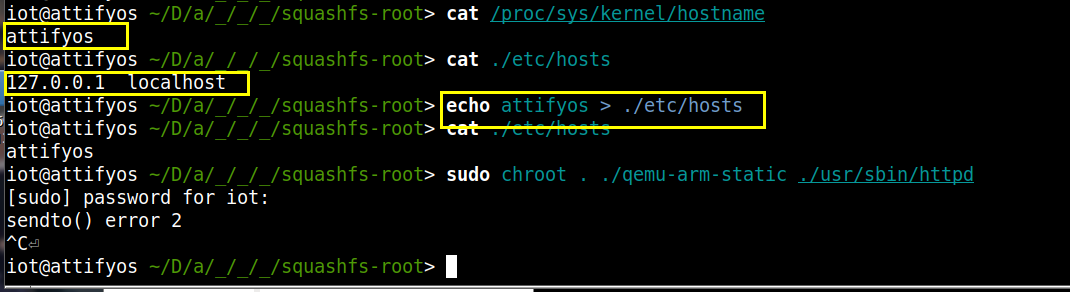 iot@attifyos ~/D/a/_/_/_/squashfs-root> cat /proc/sys/kernel/hostname
attifyos
iot@attifyos ~/D/a/_/_/_/squashfs-root> cat ./etc/hosts
127.0.0.1  localhost
iot@attifyos ~/D/a/_/_/_/squashfs-root> echo attifyos > ./etc/hosts
iot@attifyos ~/D/a/_/_/_/squashfs-root> cat ./etc/hosts
attifyos
iot@attifyos ~/D/a/_/_/_/squashfs-root> sudo chroot . ./qemu-arm-static ./usr/sbin/httpd
[sudo] password for iot:
sendto() error 2
^C⏎
iot@attifyos ~/D/a/_/_/_/squashfs-root>